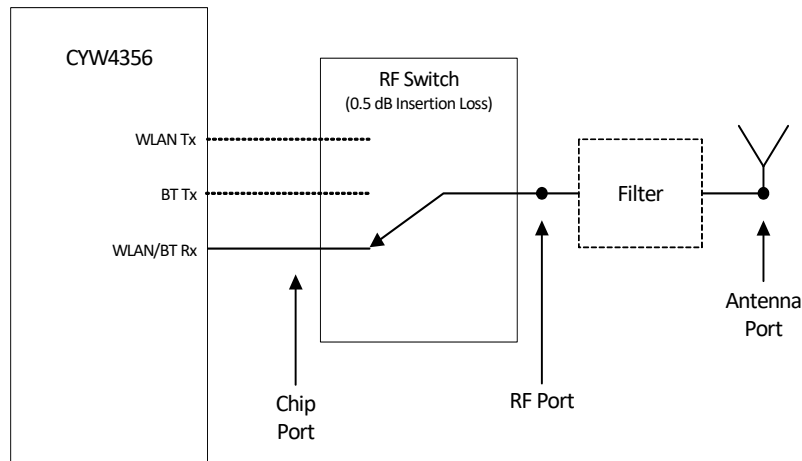 CYW4356
RF Switch
(0.5 dB Insertion Loss)
WLAN Tx
BT Tx
WLAN/BT Rx
Filter
Chip
Port
RF Port
Antenna
Port